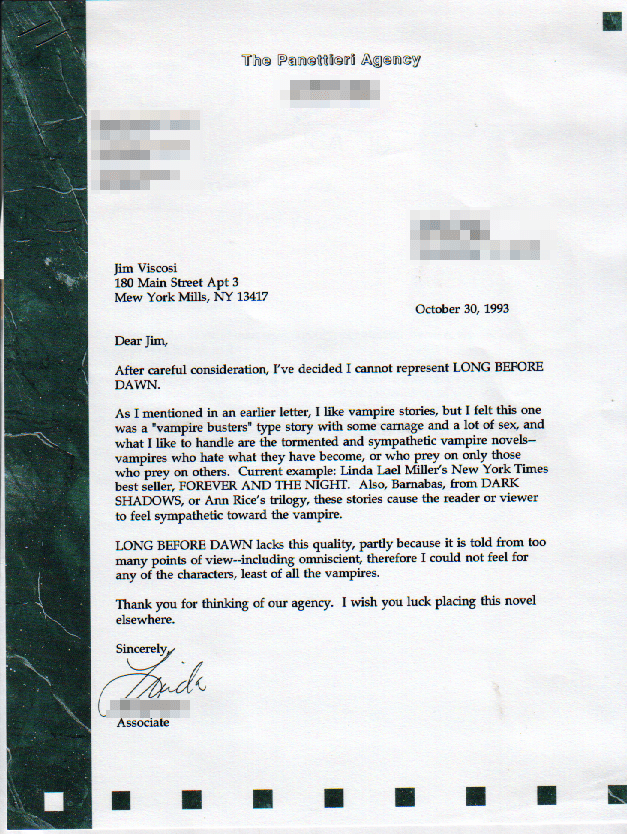 The Panettieri Agency
Jim Viscosi
180 Main Street Apt 3
Mew York Mills, NY 13417
October 30, 1993
Dear Jim,
After careful consideration, I've decided I cannot represent LONG BEFORE
DAWN.
As I mentioned in an earlier letter, I like vampire stories, but I felt this one
was a "vampire busters" type story with some carnage and a lot of sex, and
what I like to handle are the tormented and sympathetic vampire novels--
vampires who hate what they have become, or who prey on only those
who prey on others. Current example: Linda Lael Miller's New York Times
best seller, FOREVER AND THE NIGHT. Also, Barnabas, from DARK
SHADOWS, or Ann Rice's trilogy, these stories cause the reader or viewer
to feel sympathetic toward the vampire.
LONG BEFORE DAWN lacks this quality, partly because it is told from too
many points of view--including omniscient, therefore I could not feel for
any of the characters, least of all the vampires.
Thank you for thinking of our agency. I wish you luck placing this novel
elsewhere.
Sincerely,
Linda
Associate